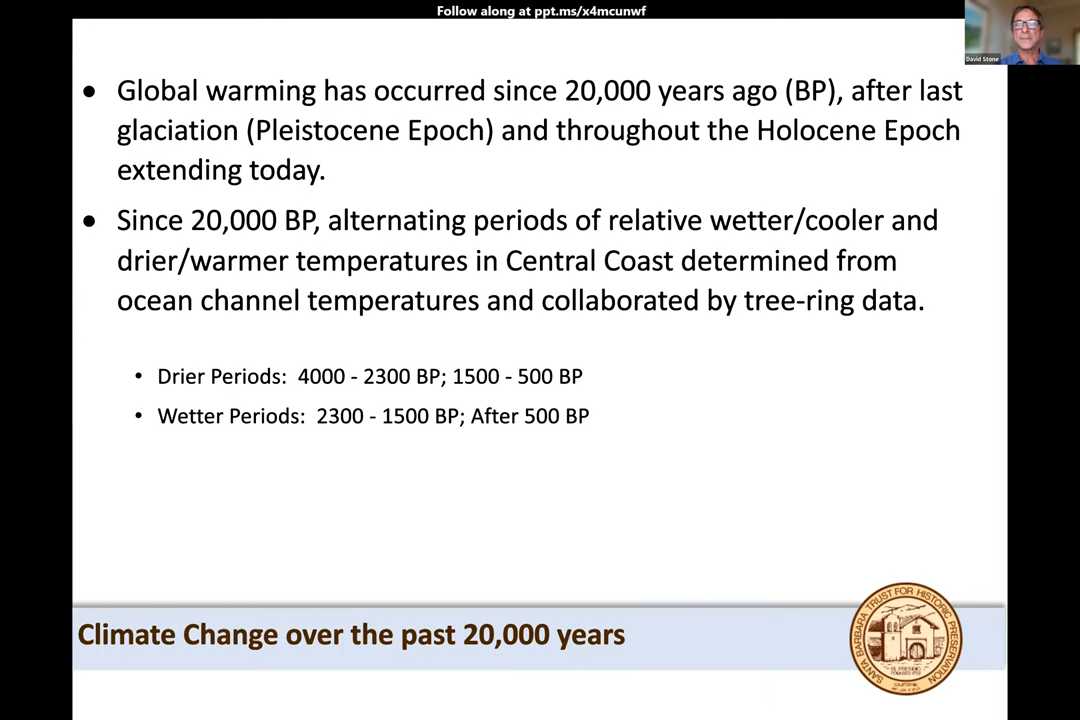 Follow along at ppt.ms/x4mcunwf
David Stone
• Global warming has occurred since 20,000 years ago (BP), after last
glaciation (Pleistocene Epoch) and throughout the Holocene Epoch
extending today.
• Since 20,000 BP, alternating periods of relative wetter/cooler and
drier/warmer temperatures in Central Coast determined from
ocean channel temperatures and collaborated by tree-ring data.
• Drier Periods: 4000 - 2300 BP; 1500 - 500 BP
• Wetter Periods: 2300 - 1500 BP; After 500 BP
Climate Change over the past 20,000 years
SANTA BARBARA TRUST FOR HISTORIC PRESERVATION
EL PRESIDIO
CALIFORNIA